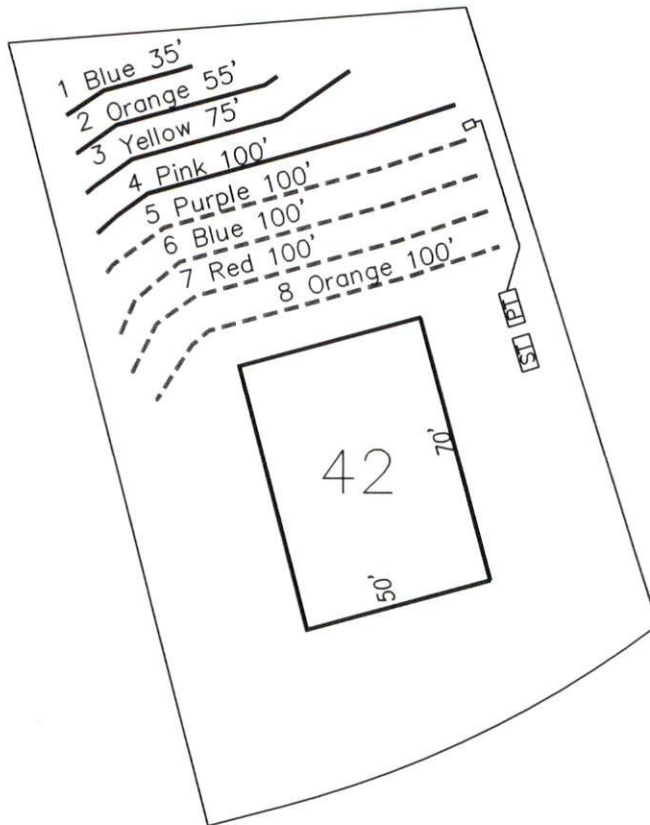 1 Blue 35'
2 Orange 55'
3 Yellow 75'
4 Pink 100'
5 Purple 100'
6 Blue 100'
7 Red 100'
8 Orange 100'
PT
ST
42
70'
50'